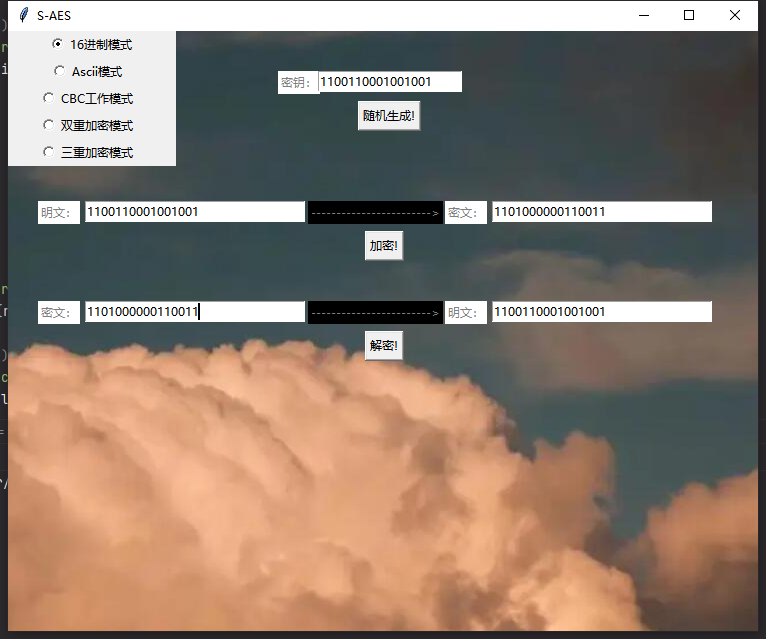 S-AES
16进制模式
Ascii模式
CBC工作模式
双重加密模式
三重加密模式
密钥: 1100110001001001
随机生成!
明文: 1100110001001001 ----------------------> 密文: 1101000000110011
加密!
密文: 1101000000110011 ----------------------> 明文: 1100110001001001
解密!